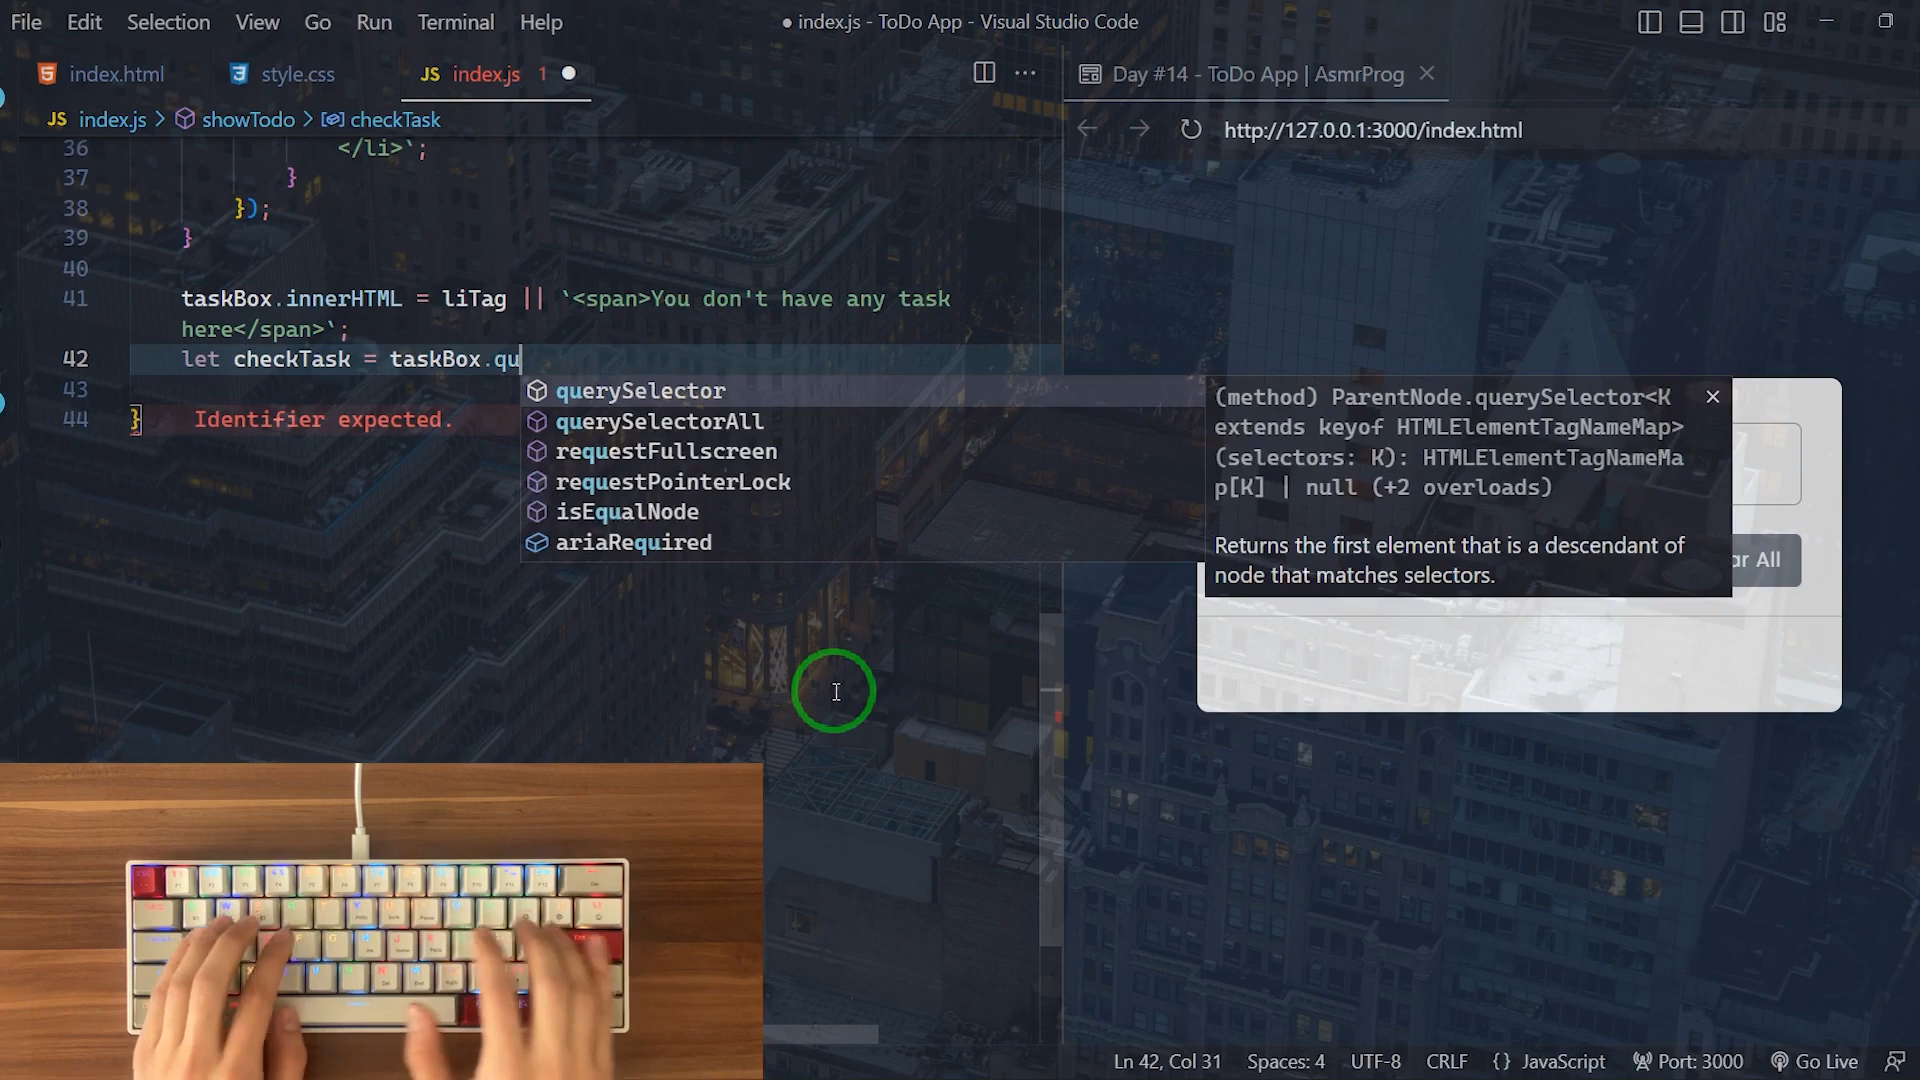 File Edit Selection View Go Run Terminal Help
● index.js - ToDo App - Visual Studio Code
index.html
style.css
JS index.js 1
Day #14 - ToDo App | AsmrProg
JS index.js > showTodo > checkTask
http://127.0.0.1:3000/index.html
36 </li>`;
37 }
38 });
39 }
40
41 taskBox.innerHTML = liTag || `<span>You don't have any task
here</span>`;
42 let checkTask = taskBox.qu
43
44 } Identifier expected.
querySelector
querySelectorAll
requestFullscreen
requestPointerLock
isEqualNode
ariaRequired
(method) ParentNode.querySelector<K
extends keyof HTMLElementTagNameMap>
(selectors: K): HTMLElementTagNameMa
p[K] | null (+2 overloads)
Returns the first element that is a descendant of
node that matches selectors.
ar All
Ln 42, Col 31 Spaces: 4 UTF-8 CRLF {} JavaScript Port: 3000 Go Live